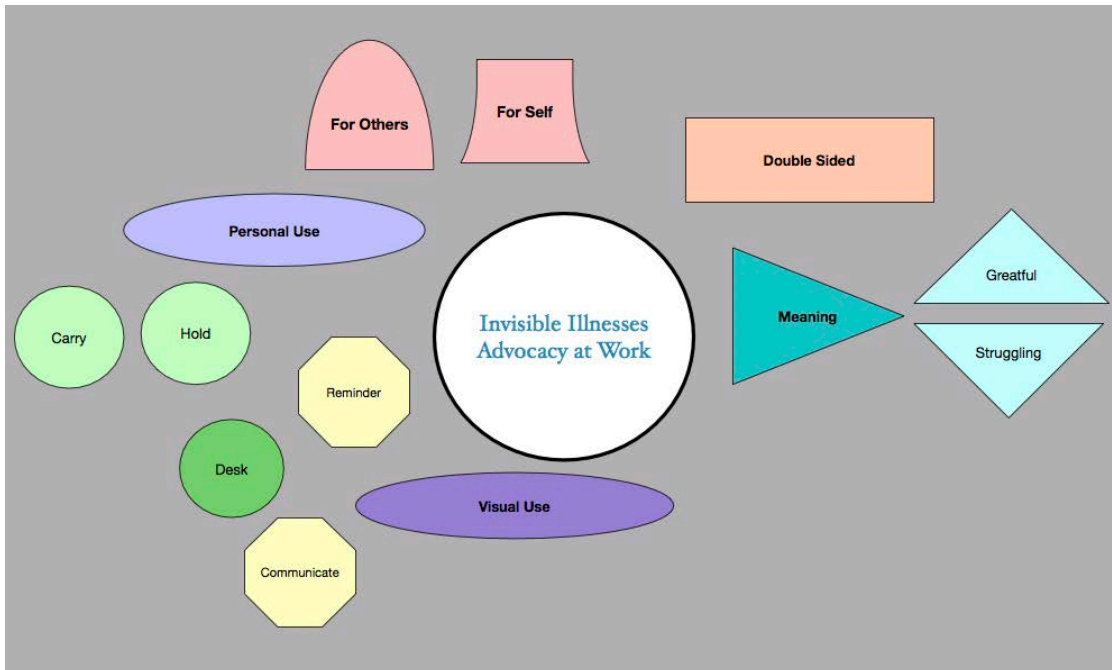 For Others
For Self
Double Sided
Personal Use
Greatful
Carry
Hold
Invisible Illnesses
Advocacy at Work
Meaning
Struggling
Reminder
Desk
Visual Use
Communicate